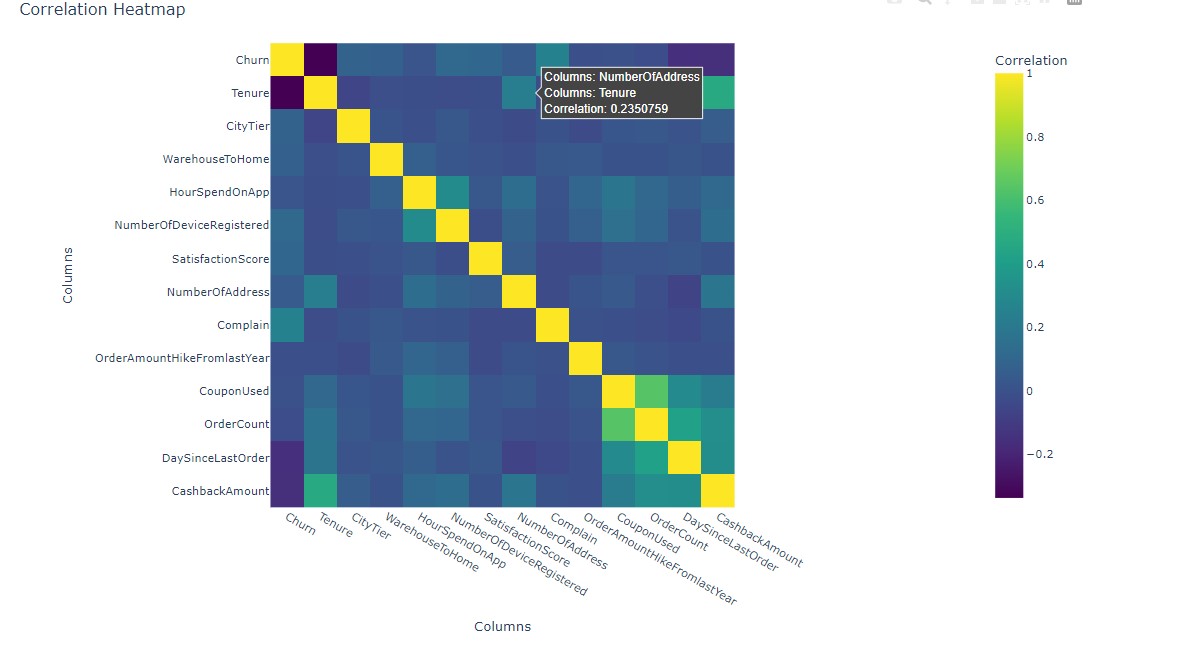 Correlation Heatmap
Churn
Tenure
CityTier
WarehouseToHome
HourSpendOnApp
NumberOfDeviceRegistered
SatisfactionScore
NumberOfAddress
Complain
OrderAmountHikeFromlastYear
CouponUsed
OrderCount
DaySinceLastOrder
CashbackAmount
Columns
Columns: NumberOfAddress
Columns: Tenure
Correlation: 0.2350759
Churn
Tenure
CityTier
WarehouseToHome
HourSpendOnApp
NumberOfDeviceRegistered
SatisfactionScore
NumberOfAddress
Complain
OrderAmountHikeFromlastYear
CouponUsed
OrderCount
DaySinceLastOrder
CashbackAmount
Columns
Correlation
1
0.8
0.6
0.4
0.2
0
−0.2